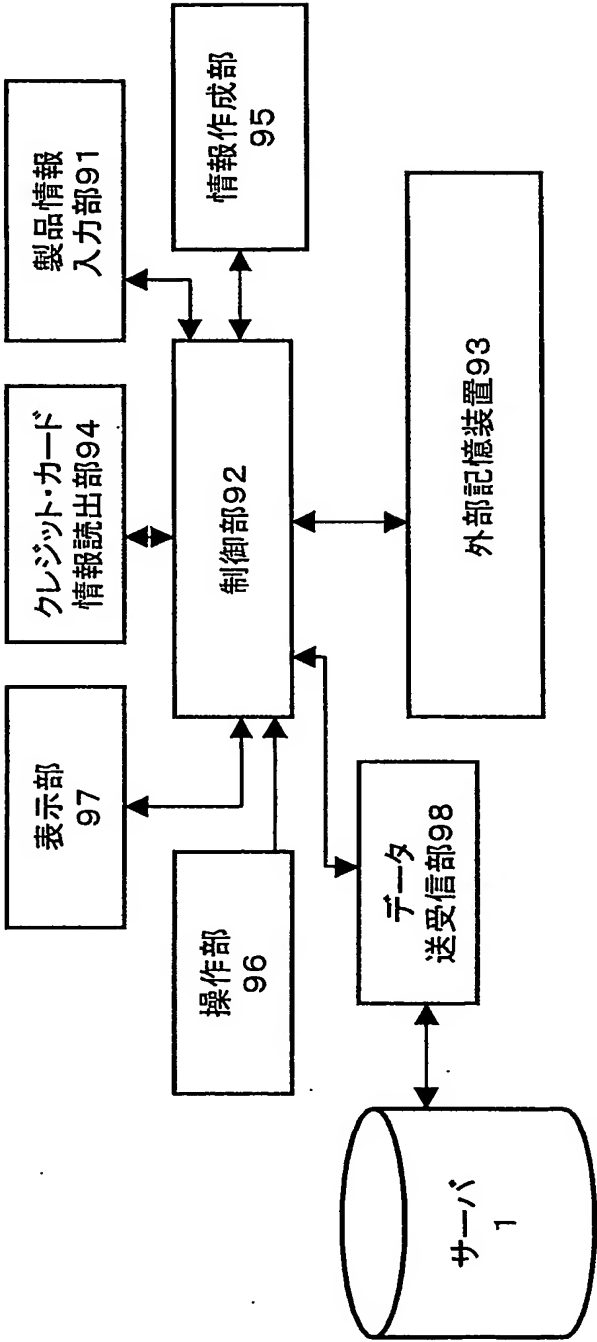 表示部
97
クレジット・カード
情報読出部94
製品情報
入力部91
操作部
96
制御部92
情報作成部
95
データ
送受信部98
外部記憶装置93
サーバ
1